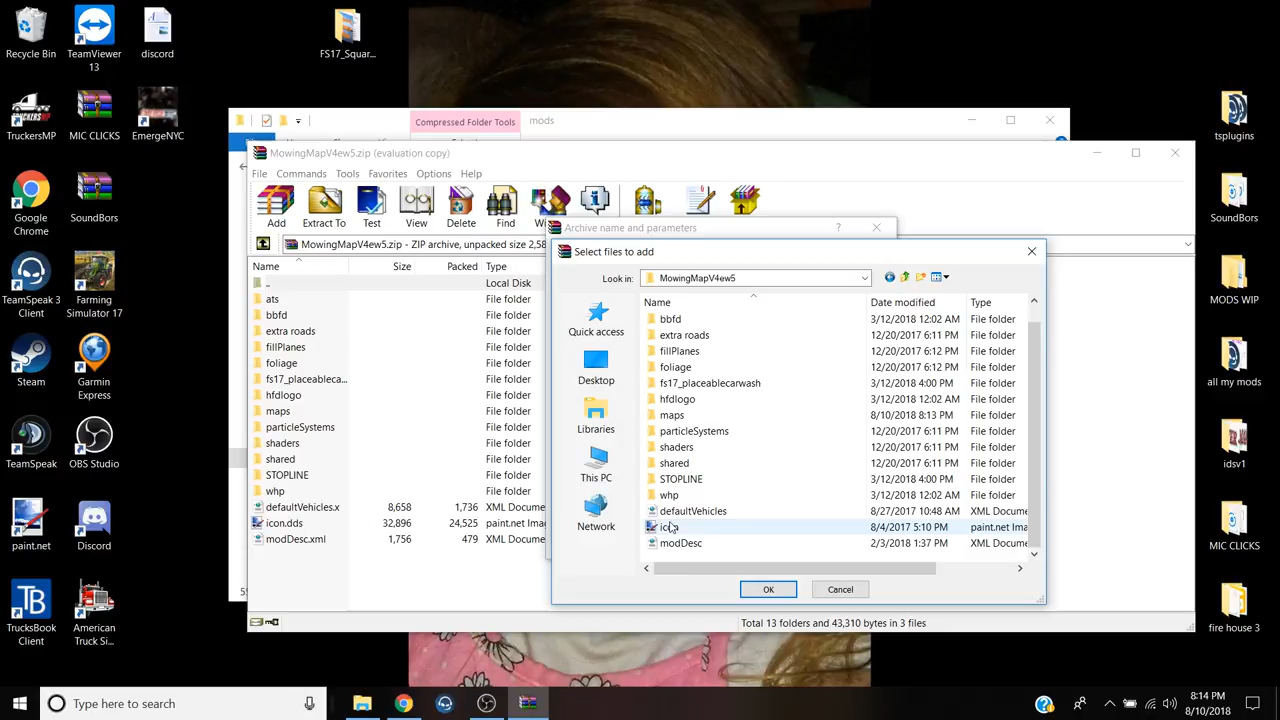 Recycle Bin
TeamViewer 13
discord
FS17_Squar...
TruckersMP
MIC CLICKS
EmergeNYC
Google Chrome
SoundBors
TeamSpeak 3 Client
Farming Simulator 17
Steam
Garmin Express
TeamSpeak
OBS Studio
paint.net
Discord
TrucksBook Client
American Truck Si...
tsplugins
SoundBors
MODS WIP
all my mods
idsv1
MIC CLICKS
fire house 3
Compressed Folder Tools
mods
MowingMapV4ew5.zip (evaluation copy)
File Commands Tools Favorites Options Help
Add Extract To Test View Delete Find
MowingMapV4ew5.zip - ZIP archive, unpacked size 2,58
Name Size Packed Type
.. Local Disk
ats File folder
bbfd File folder
extra roads File folder
fillPlanes File folder
foliage File folder
fs17_placeableca... File folder
hfdlogo File folder
maps File folder
particleSystems File folder
shaders File folder
shared File folder
STOPLINE File folder
whp File folder
defaultVehicles.x 8,658 1,736 XML Document
icon.dds 32,896 24,525 paint.net Imag
modDesc.xml 1,756 479 XML Document
Total 13 folders and 43,310 bytes in 3 files
Archive name and parameters
?
Select files to add
Look in: MowingMapV4ew5
Name Date modified Type
bbfd 3/12/2018 12:02 AM File folder
extra roads 12/20/2017 6:11 PM File folder
fillPlanes 12/20/2017 6:12 PM File folder
foliage 12/20/2017 6:12 PM File folder
fs17_placeablecarwash 3/12/2018 4:00 PM File folder
hfdlogo 3/12/2018 12:02 AM File folder
maps 8/10/2018 8:13 PM File folder
particleSystems 12/20/2017 6:11 PM File folder
shaders 12/20/2017 6:11 PM File folder
shared 12/20/2017 6:11 PM File folder
STOPLINE 3/12/2018 4:00 PM File folder
whp 3/12/2018 12:02 AM File folder
defaultVehicles 8/27/2017 10:48 AM XML Docume
8/4/2017 5:10 PM paint.net Ima
modDesc 2/3/2018 1:37 PM XML Docume
Quick access
Desktop
Libraries
This PC
Network
OK
Cancel
Type here to search
8:14 PM
8/10/2018